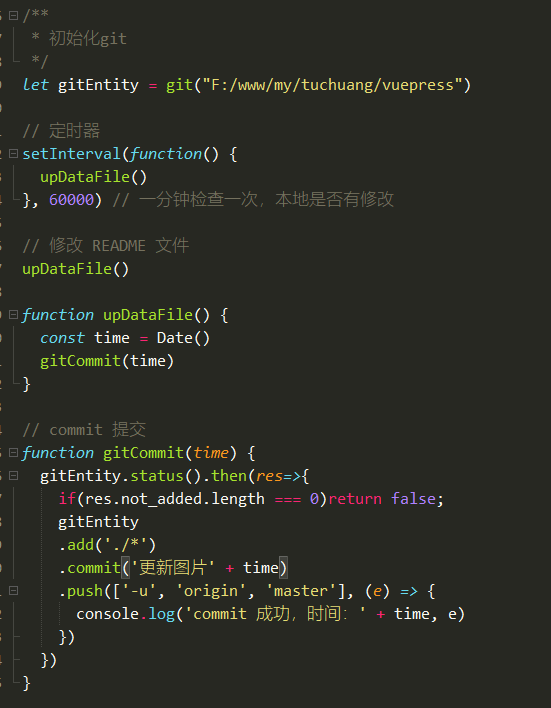 /**
 * 初始化git
 */
let gitEntity = git("F:/www/my/tuchuang/vuepress")
// 定时器
setInterval(function() {
  upDataFile()
}, 60000) // 一分钟检查一次，本地是否有修改
// 修改 README 文件
upDataFile()
function upDataFile() {
  const time = Date()
  gitCommit(time)
}
// commit 提交
function gitCommit(time) {
  gitEntity.status().then(res=>{
    if(res.not_added.length === 0)return false;
    gitEntity
    .add('./*')
    .commit('更新图片' + time)
    .push(['-u', 'origin', 'master'], (e) => {
      console.log('commit 成功，时间：' + time, e)
    })
  })
}